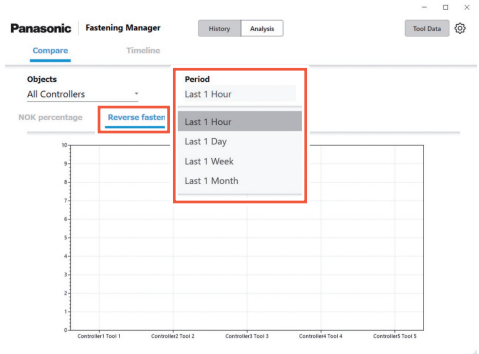 Panasonic Fastening Manager History Analysis Tool Data
Compare Timeline
Objects Period
All Controllers Last 1 Hour
NOK percentage Reverse fasten
Last 1 Hour
Last 1 Day
Last 1 Week
Last 1 Month
10
9
8
7
6
5
4
3
2
1
0
Controller1 Tool 1 Controller2 Tool 2 Controller3 Tool 3 Controller4 Tool 4 Controller5 Tool 5